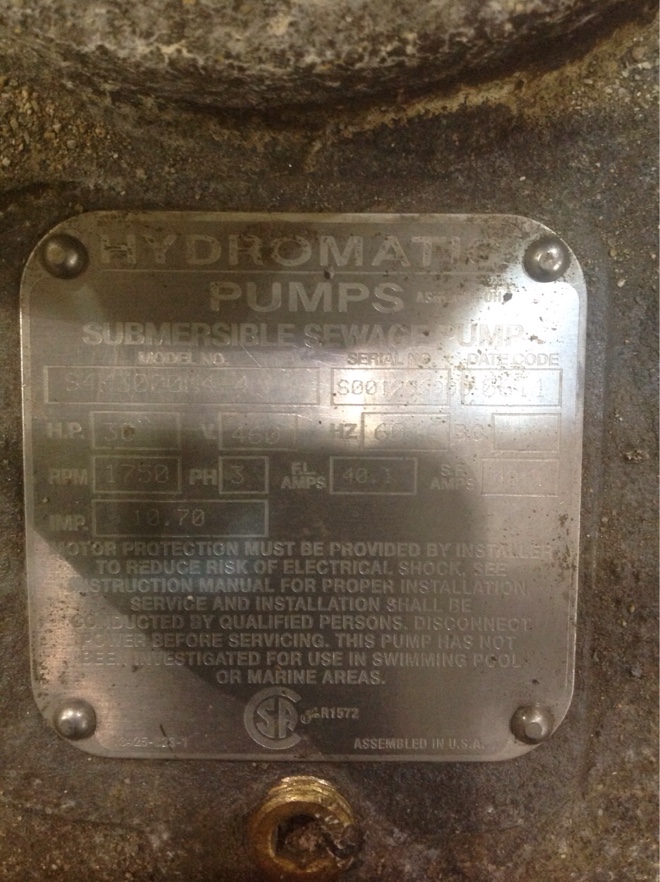 HYDROMATIC
PUMPS
SUBMERSIBLE SEWAGE PUMP
MODEL NO. SERIAL NO. DATE CODE
H.P. 30 V. 460 HZ 60
RPM 1750 PH 3 F.L. AMPS 40.1 S.F. AMPS
IMP. 10.70
MOTOR PROTECTION MUST BE PROVIDED BY INSTALLER
TO REDUCE RISK OF ELECTRICAL SHOCK, SEE
INSTRUCTION MANUAL FOR PROPER INSTALLATION
SERVICE AND INSTALLATION SHALL BE
CONDUCTED BY QUALIFIED PERSONS. DISCONNECT
POWER BEFORE SERVICING. THIS PUMP HAS NOT
BEEN INVESTIGATED FOR USE IN SWIMMING POOL
OR MARINE AREAS.
LR1572
ASSEMBLED IN U.S.A.